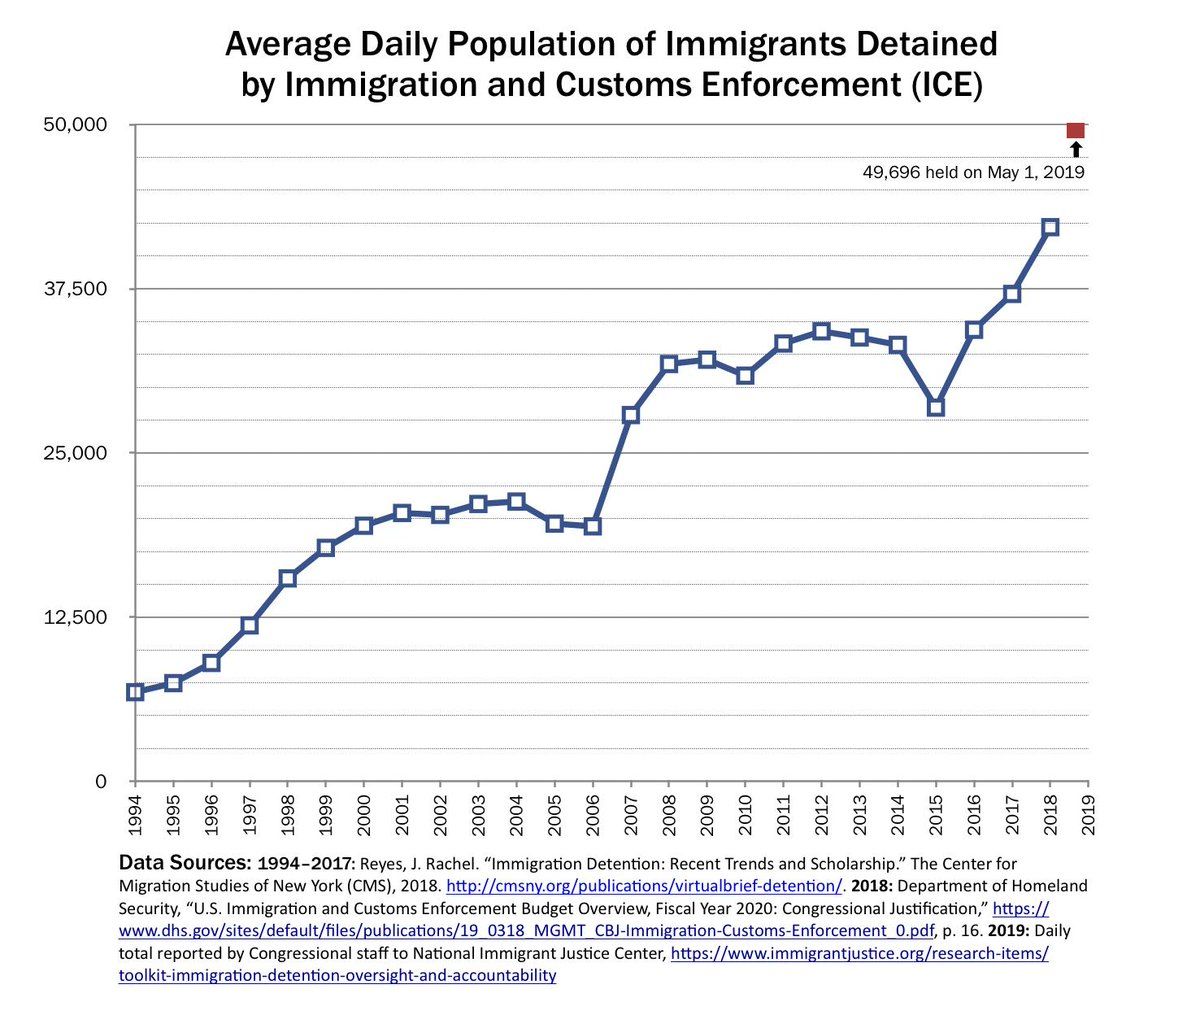 Average Daily Population of Immigrants Detained
by Immigration and Customs Enforcement (ICE)
50,000
49,696 held on May 1, 2019
37,500
25,000
12,500
0
1994 1995 1996 1997 1998 1999 2000 2001 2002 2003 2004 2005 2006 2007 2008 2009 2010 2011 2012 2013 2014 2015 2016 2017 2018 2019
Data Sources: 1994–2017: Reyes, J. Rachel. “Immigration Detention: Recent Trends and Scholarship.” The Center for
Migration Studies of New York (CMS), 2018. http://cmsny.org/publications/virtualbrief-detention/. 2018: Department of Homeland
Security, “U.S. Immigration and Customs Enforcement Budget Overview, Fiscal Year 2020: Congressional Justification,” https://
www.dhs.gov/sites/default/files/publications/19_0318_MGMT_CBJ-Immigration-Customs-Enforcement_0.pdf, p. 16. 2019: Daily
total reported by Congressional staff to National Immigrant Justice Center, https://www.immigrantjustice.org/research-items/
toolkit-immigration-detention-oversight-and-accountability